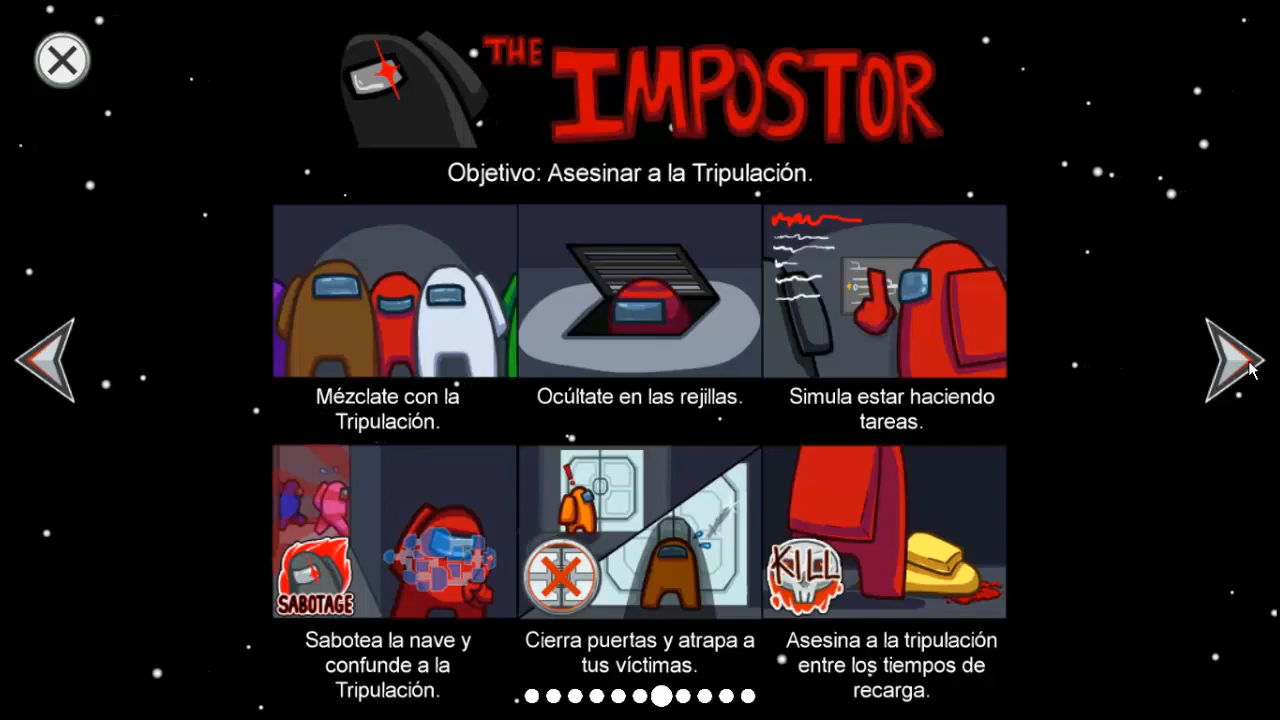 THE IMPOSTOR
Objetivo: Asesinar a la Tripulación.
Mézclate con la
Tripulación.
Ocúltate en las rejillas.
Simula estar haciendo
tareas.
SABOTAGE
KILL
Sabotea la nave y
confunde a la
Tripulación.
Cierra puertas y atrapa a
tus víctimas.
Asesina a la tripulación
entre los tiempos de
recarga.